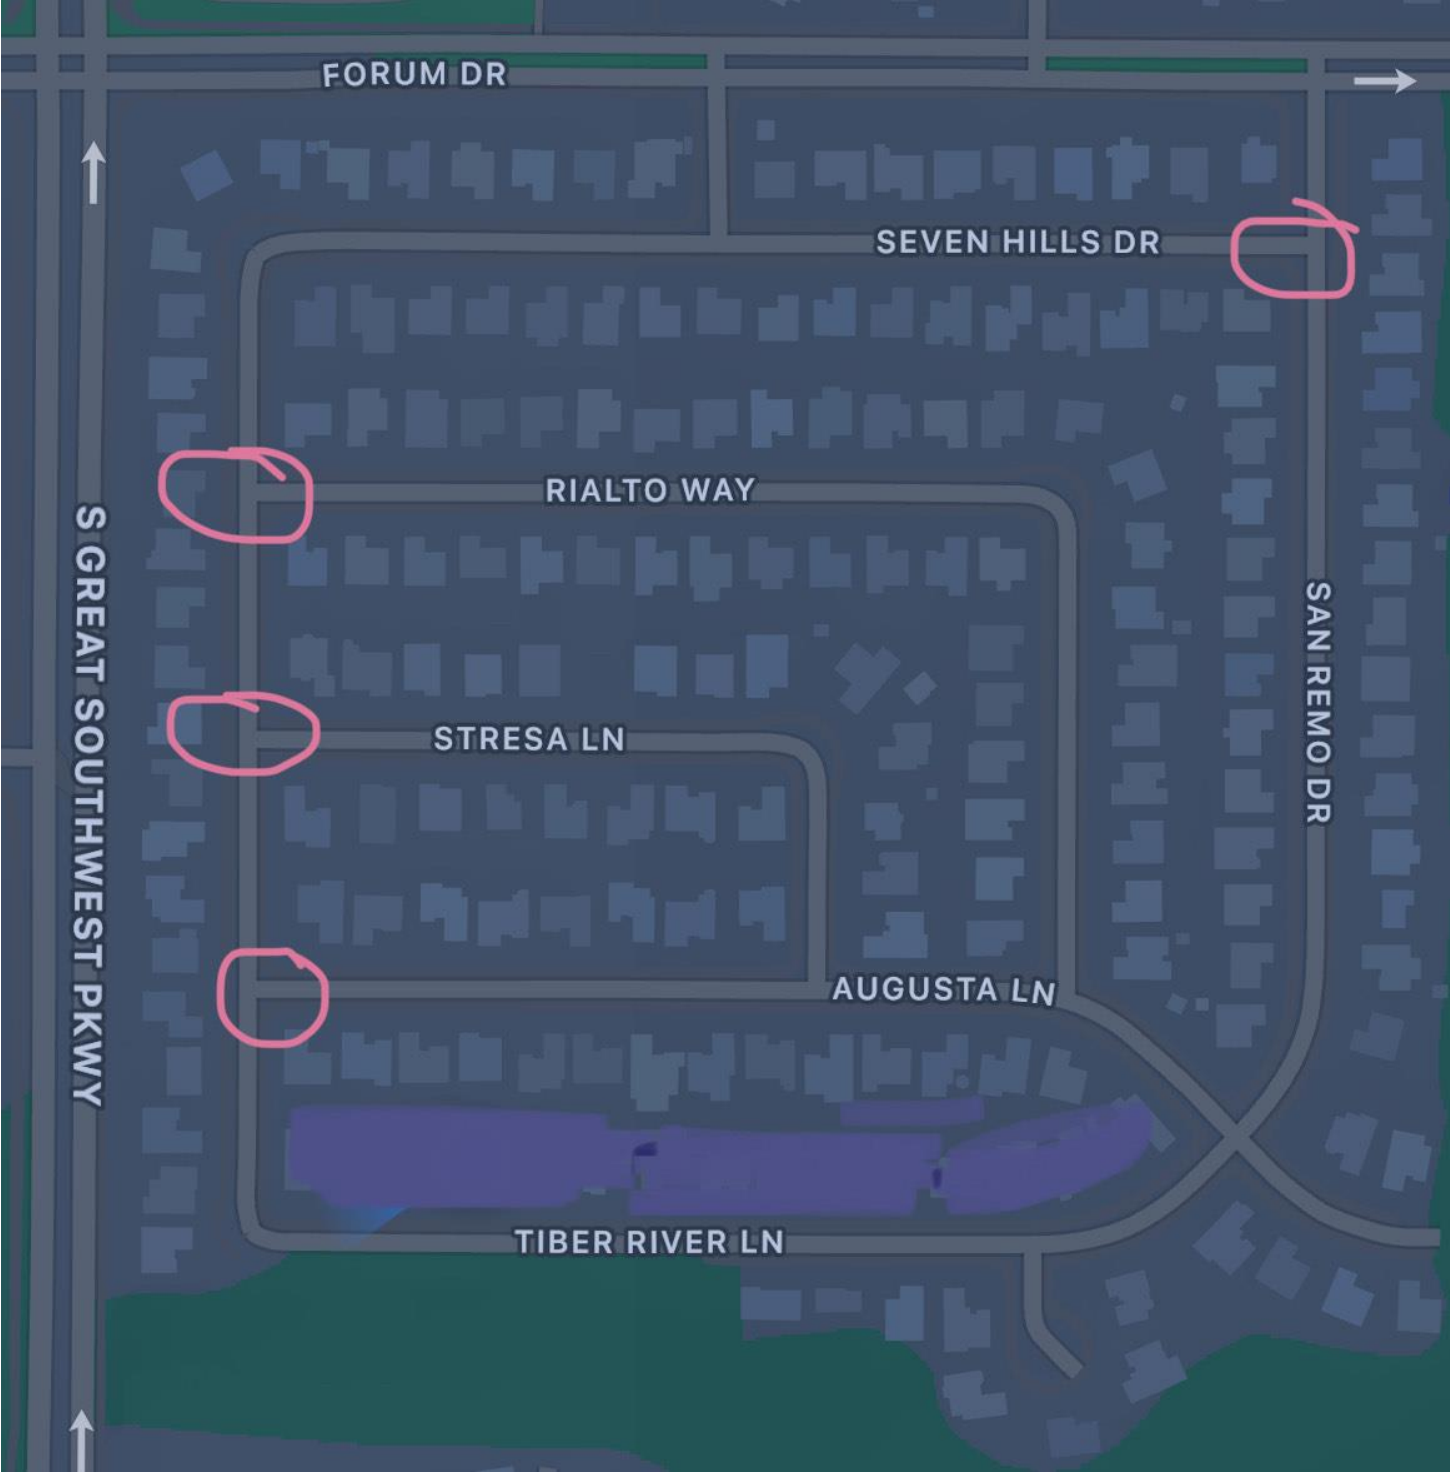 FORUM DR
SEVEN HILLS DR
RIALTO WAY
S GREAT SOUTHWEST PKWY
SAN REMO DR
STRESA LN
AUGUSTA LN
TIBER RIVER LN